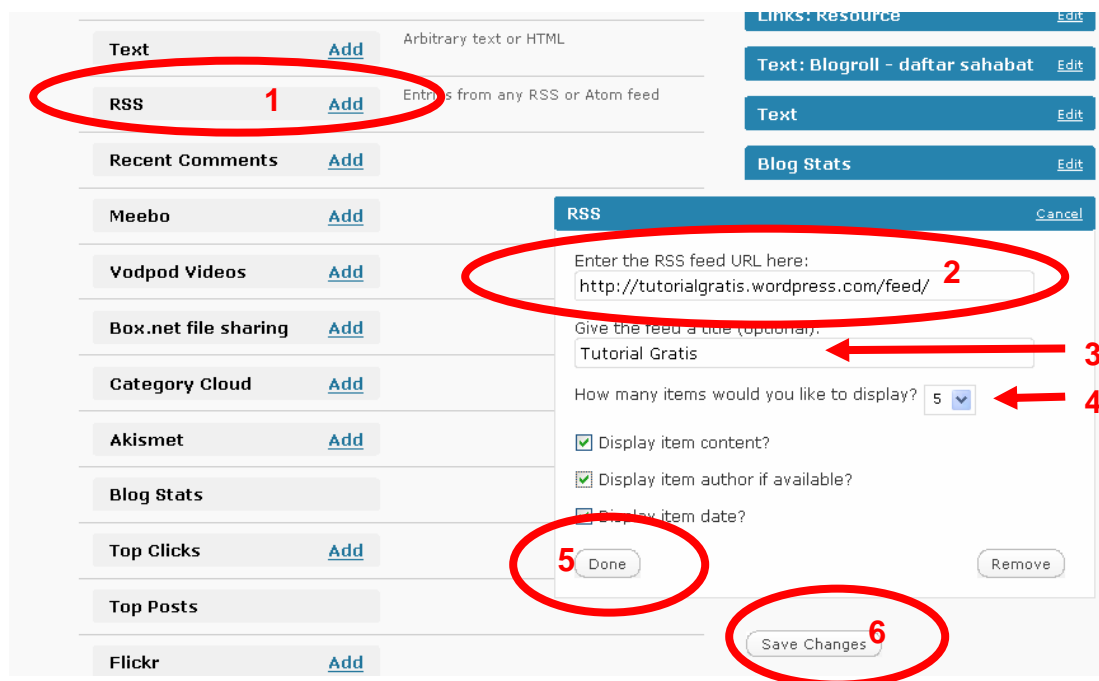 Text Add Arbitrary text or HTML
RSS 1 Add Entries from any RSS or Atom feed
Recent Comments Add
Meebo Add
Vodpod Videos Add
Box.net file sharing Add
Category Cloud Add
Akismet Add
Blog Stats
Top Clicks Add
Top Posts
Flickr Add
Links: Resource Edit
Text: Blogroll - daftar sahabat Edit
Text Edit
Blog Stats Edit
RSS Cancel
Enter the RSS feed URL here: 2
http://tutorialgratis.wordpress.com/feed/
Give the feed a title (optional):
Tutorial Gratis 3
How many items would you like to display? 5 4
Display item content?
Display item author if available?
Display item date?
5 Done Remove
Save Changes 6